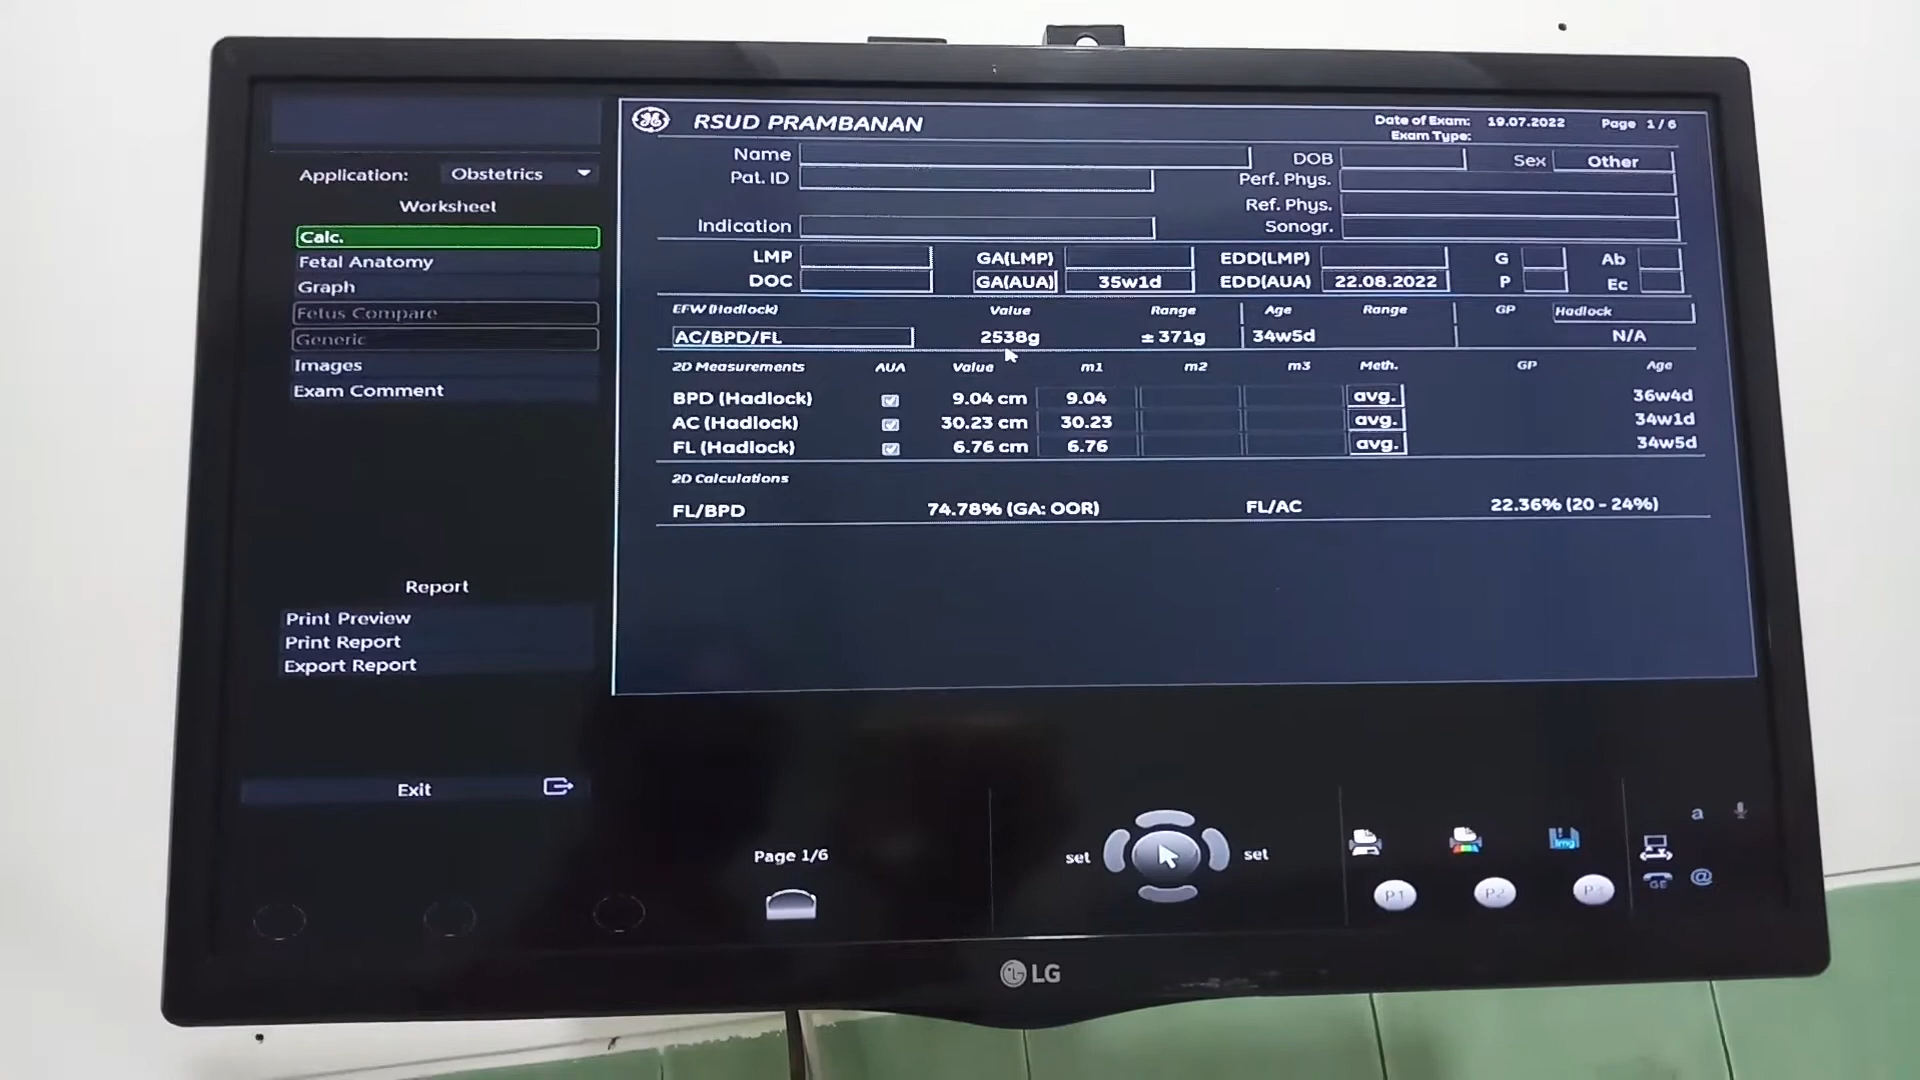 RSUD PRAMBANAN
Date of Exam: 19.07.2022 Page 1 / 6
Exam Type:
Name DOB Sex Other
Pat. ID Perf. Phys.
Ref. Phys.
Indication Sonogr.
LMP GA(LMP) EDD(LMP) G Ab
DOC GA(AUA) 35w1d EDD(AUA) 22.08.2022 P Ec
EFW (Hadlock) Value Range Age Range GP Hadlock
AC/BPD/FL 2538g ± 371g 34w5d N/A
2D Measurements AUA Value m1 m2 m3 Meth. GP Age
BPD (Hadlock) 9.04 cm 9.04 avg. 36w4d
AC (Hadlock) 30.23 cm 30.23 avg. 34w1d
FL (Hadlock) 6.76 cm 6.76 avg. 34w5d
2D Calculations
FL/BPD 74.78% (GA: OOR) FL/AC 22.36% (20 - 24%)
Application: Obstetrics
Worksheet
Calc.
Fetal Anatomy
Graph
Fetus Compare
Generic
Images
Exam Comment
Report
Print Preview
Print Report
Export Report
Exit
Page 1/6
set set
Img
P1 P2 P3
a
@
GE
LG